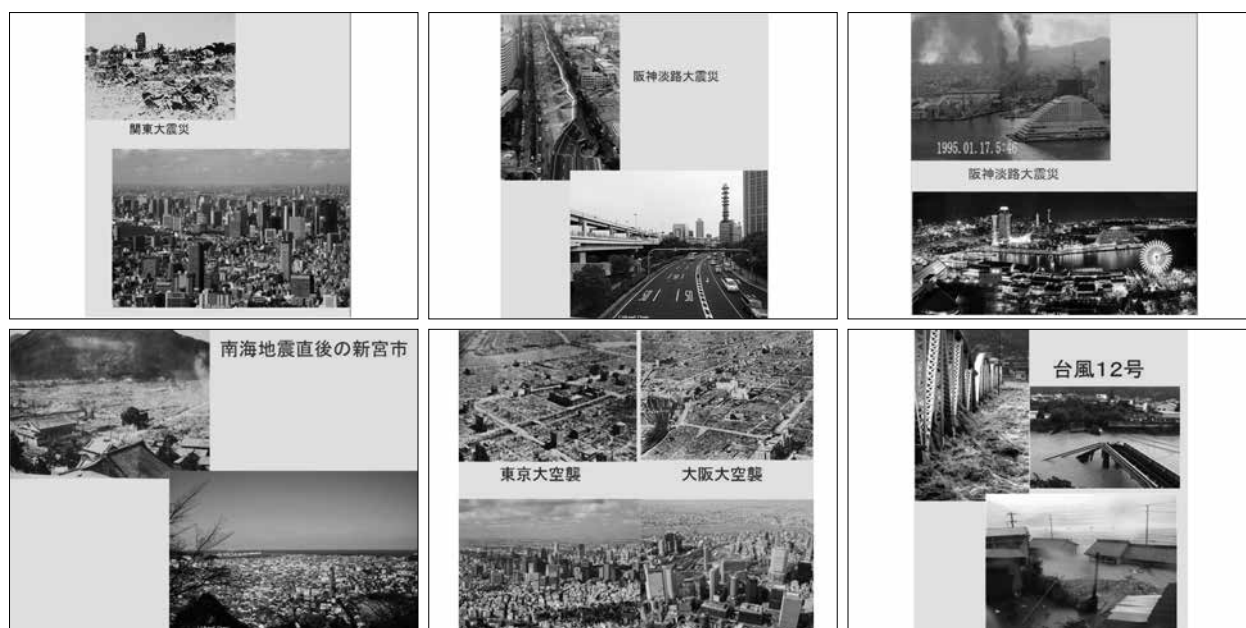 関東大震災
阪神淡路大震災
1995.01.17.5:46
阪神淡路大震災
南海地震直後の新宮市
東京大空襲
大阪大空襲
台風12号